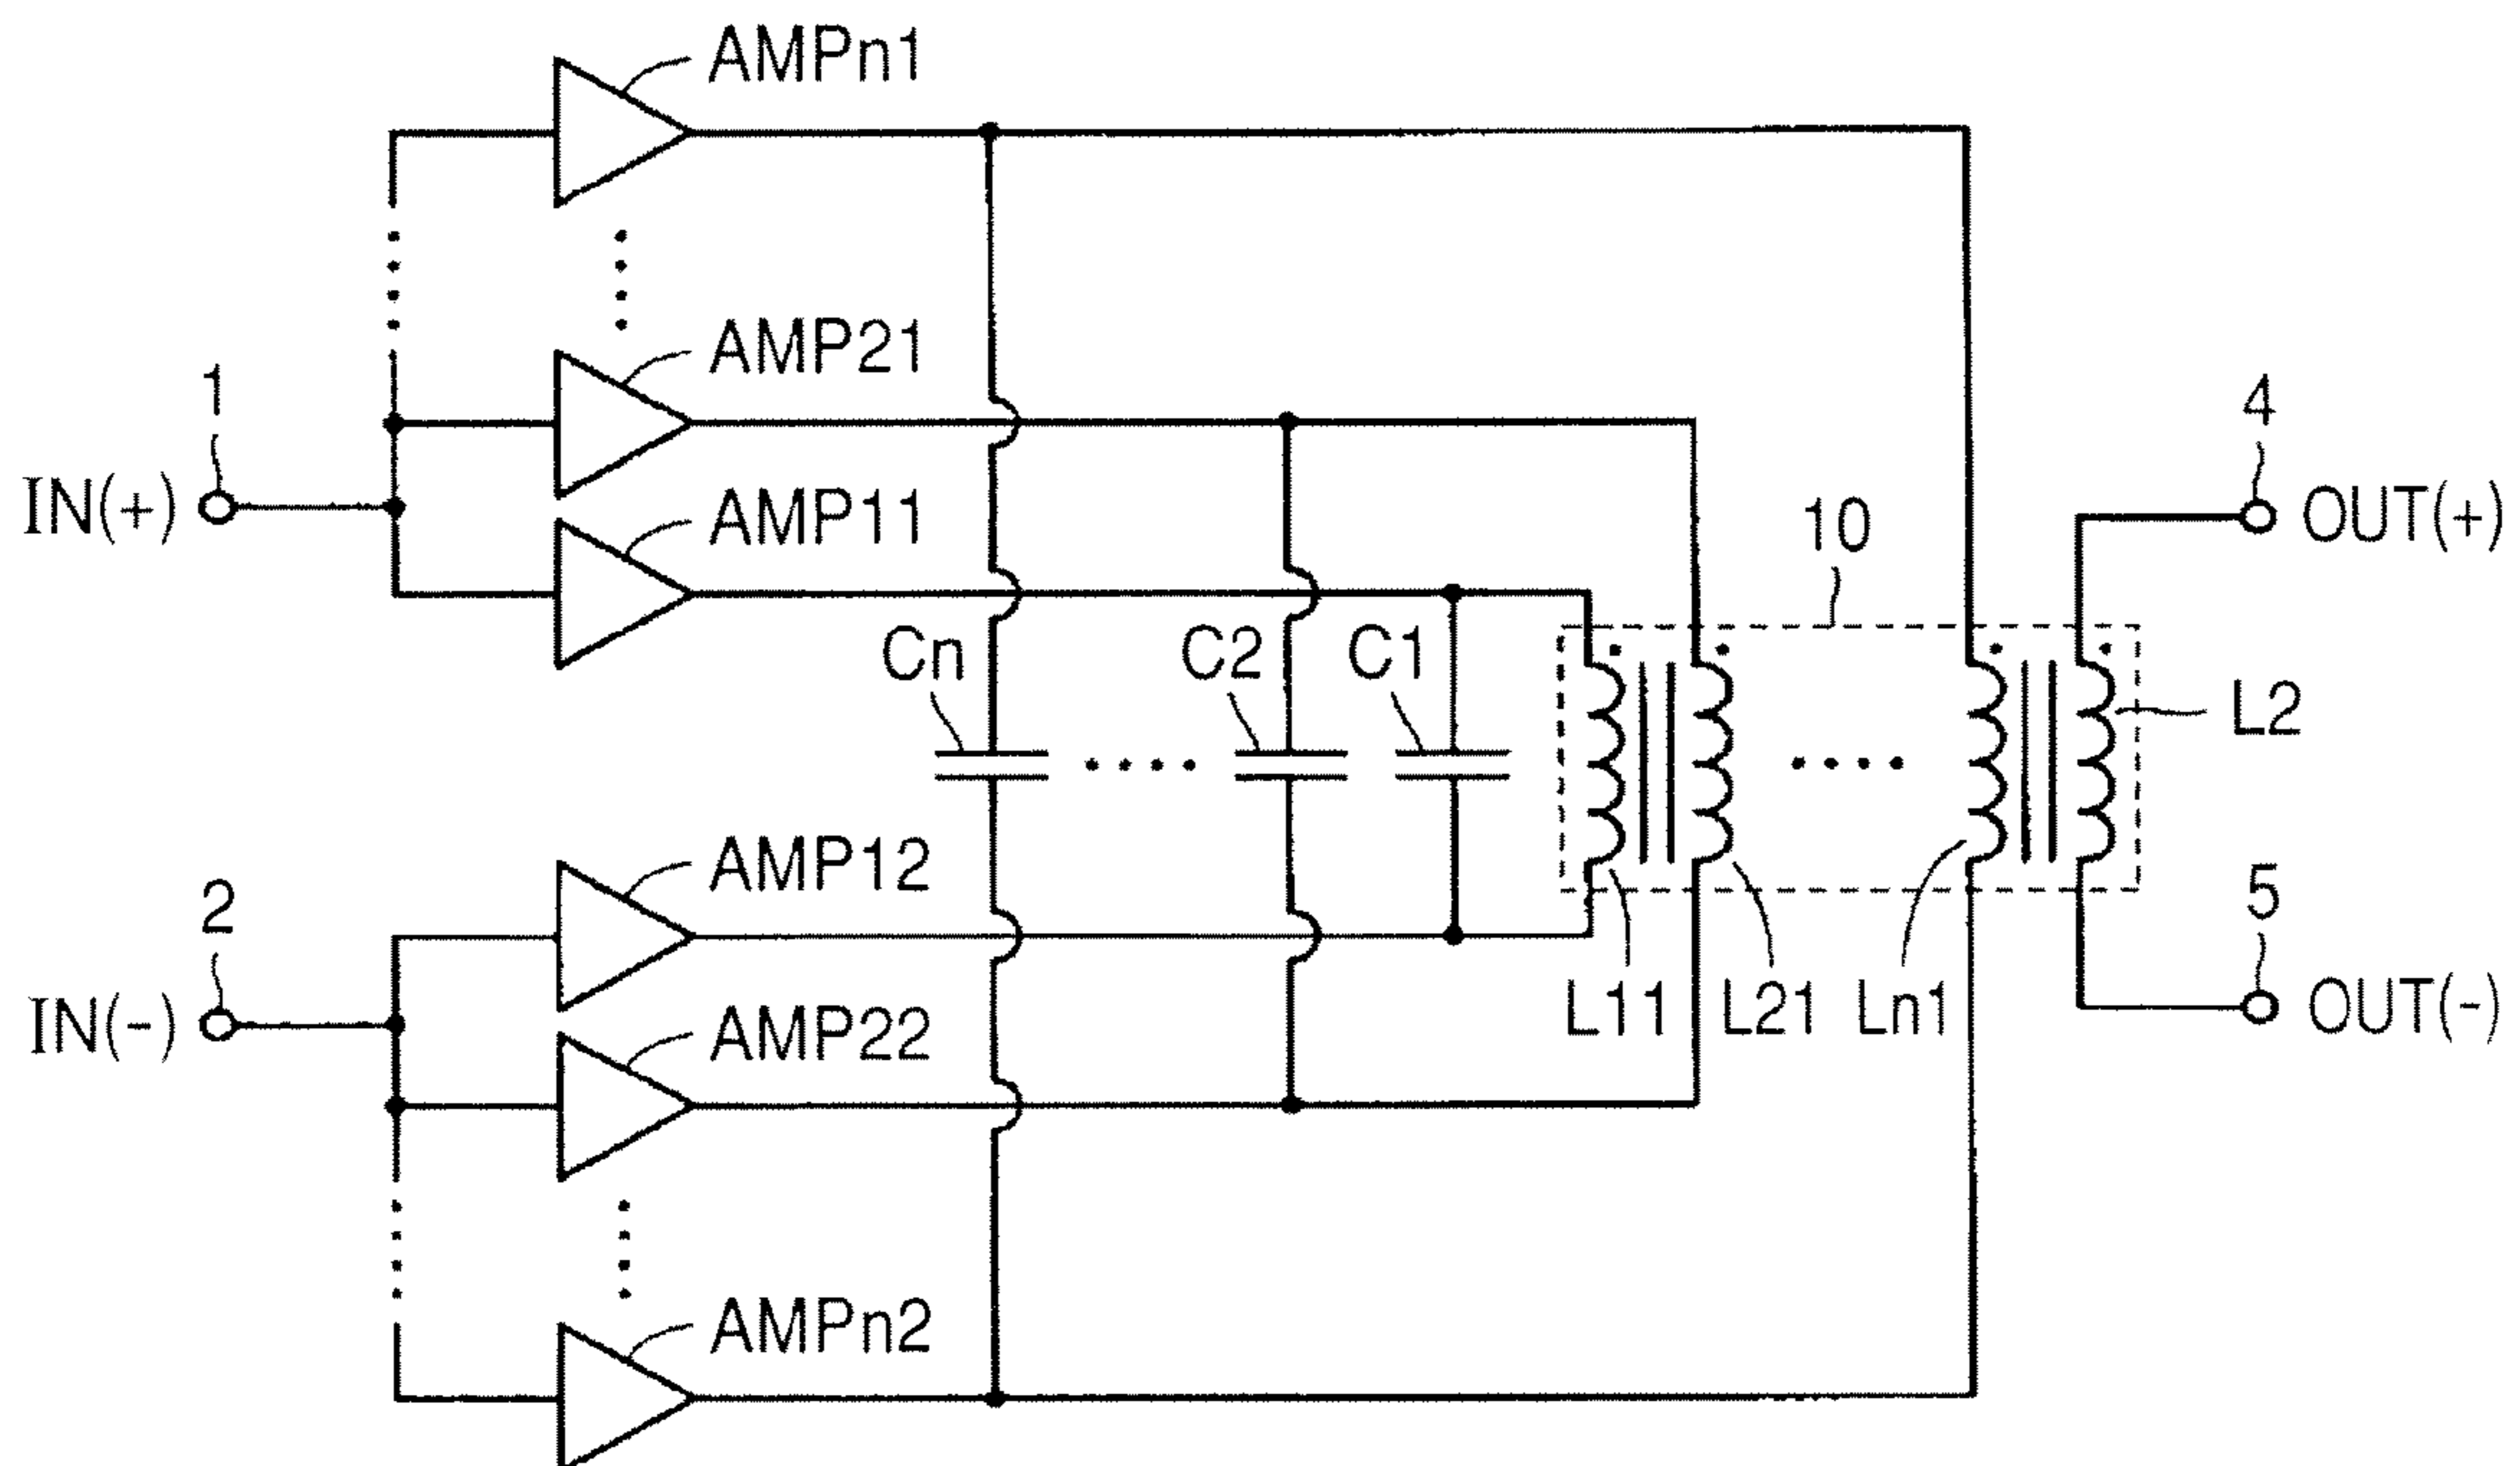 AMPn1
AMP21
1
4
IN(+)
AMP11
10
OUT(+)
Cn
C2
C1
L2
AMP12
2
5
IN(-)
AMP22
L11
L21
Ln1
OUT(-)
AMPn2